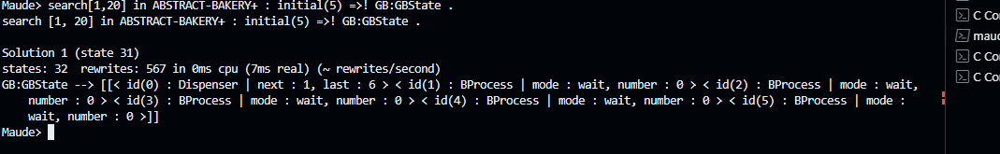 Maude> search[1,20] in ABSTRACT-BAKERY+ : initial(5) =>! GB:GBState .
search [1, 20] in ABSTRACT-BAKERY+ : initial(5) =>! GB:GBState .
Solution 1 (state 31)
states: 32  rewrites: 567 in 0ms cpu (7ms real) (~ rewrites/second)
GB:GBState --> [[< id(0) : Dispenser | next : 1, last : 6 > < id(1) : BProcess | mode : wait, number : 0 > < id(2) : BProcess | mode : wait,
number : 0 > < id(3) : BProcess | mode : wait, number : 0 > < id(4) : BProcess | mode : wait, number : 0 > < id(5) : BProcess | mode :
wait, number : 0 >]]
Maude>
C Con
maud
C Con
C Con